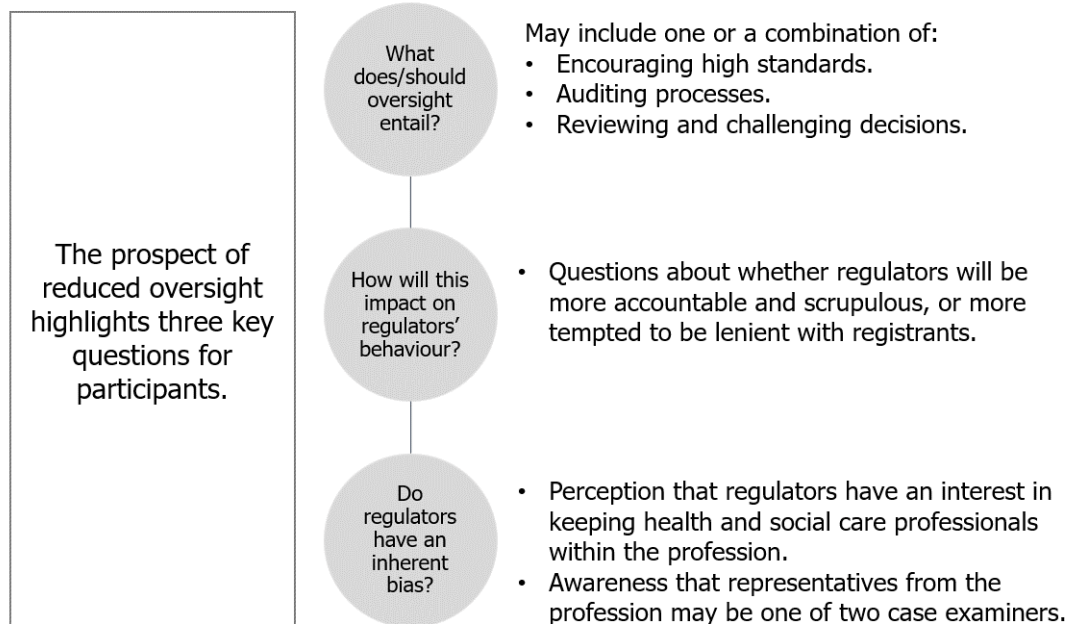 The prospect of
reduced oversight
highlights three key
questions for
participants.
What
does/should
oversight
entail?
May include one or a combination of:
• Encouraging high standards.
• Auditing processes.
• Reviewing and challenging decisions.
How will this
impact on
regulators’
behaviour?
• Questions about whether regulators will be
more accountable and scrupulous, or more
tempted to be lenient with registrants.
Do
regulators
have an
inherent
bias?
• Perception that regulators have an interest in
keeping health and social care professionals
within the profession.
• Awareness that representatives from the
profession may be one of two case examiners.